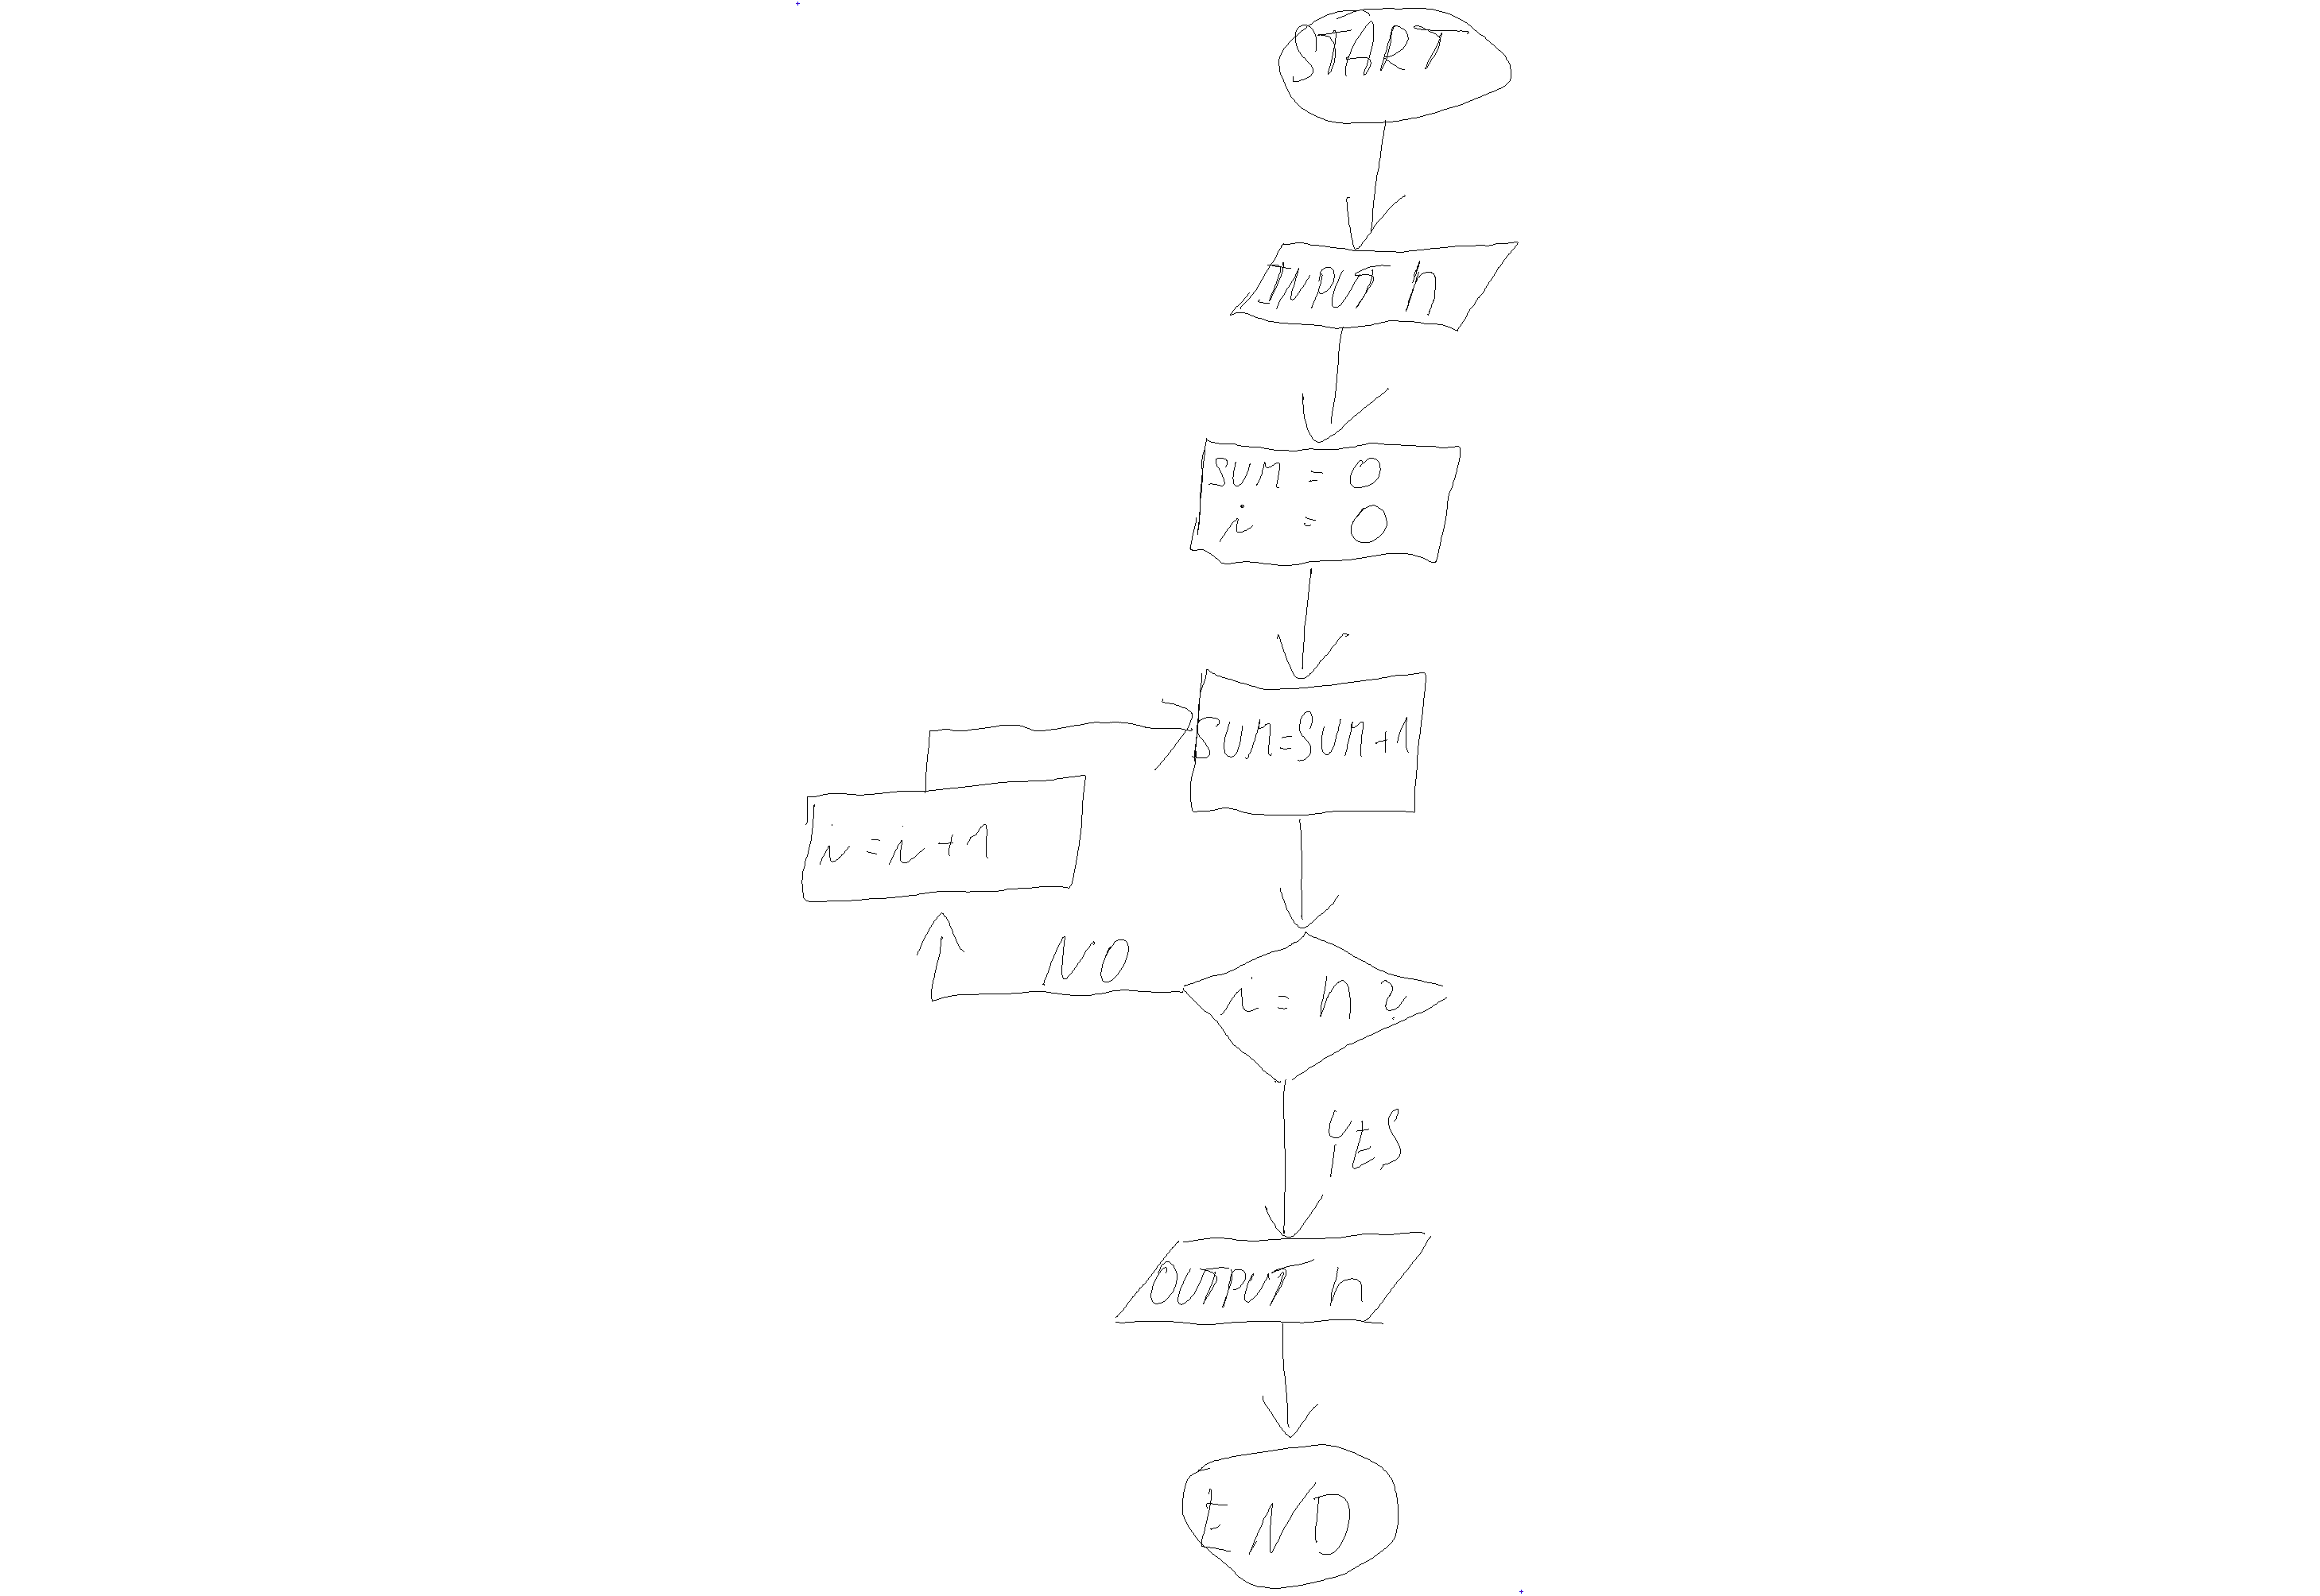 START
INPUT n
SUM = 0
i = 0
SUM=SUM+1
i=i+1
NO
i=n?
YES
OUTPUT n
END